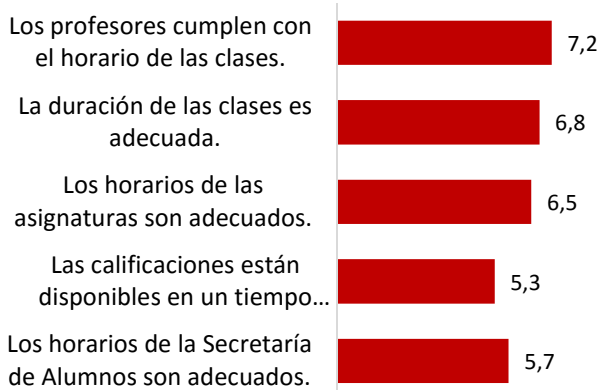 Los profesores cumplen con
el horario de las clases.
7,2
La duración de las clases es
adecuada.
6,8
Los horarios de las
asignaturas son adecuados.
6,5
Las calificaciones están
disponibles en un tiempo…
5,3
Los horarios de la Secretaría
de Alumnos son adecuados.
5,7